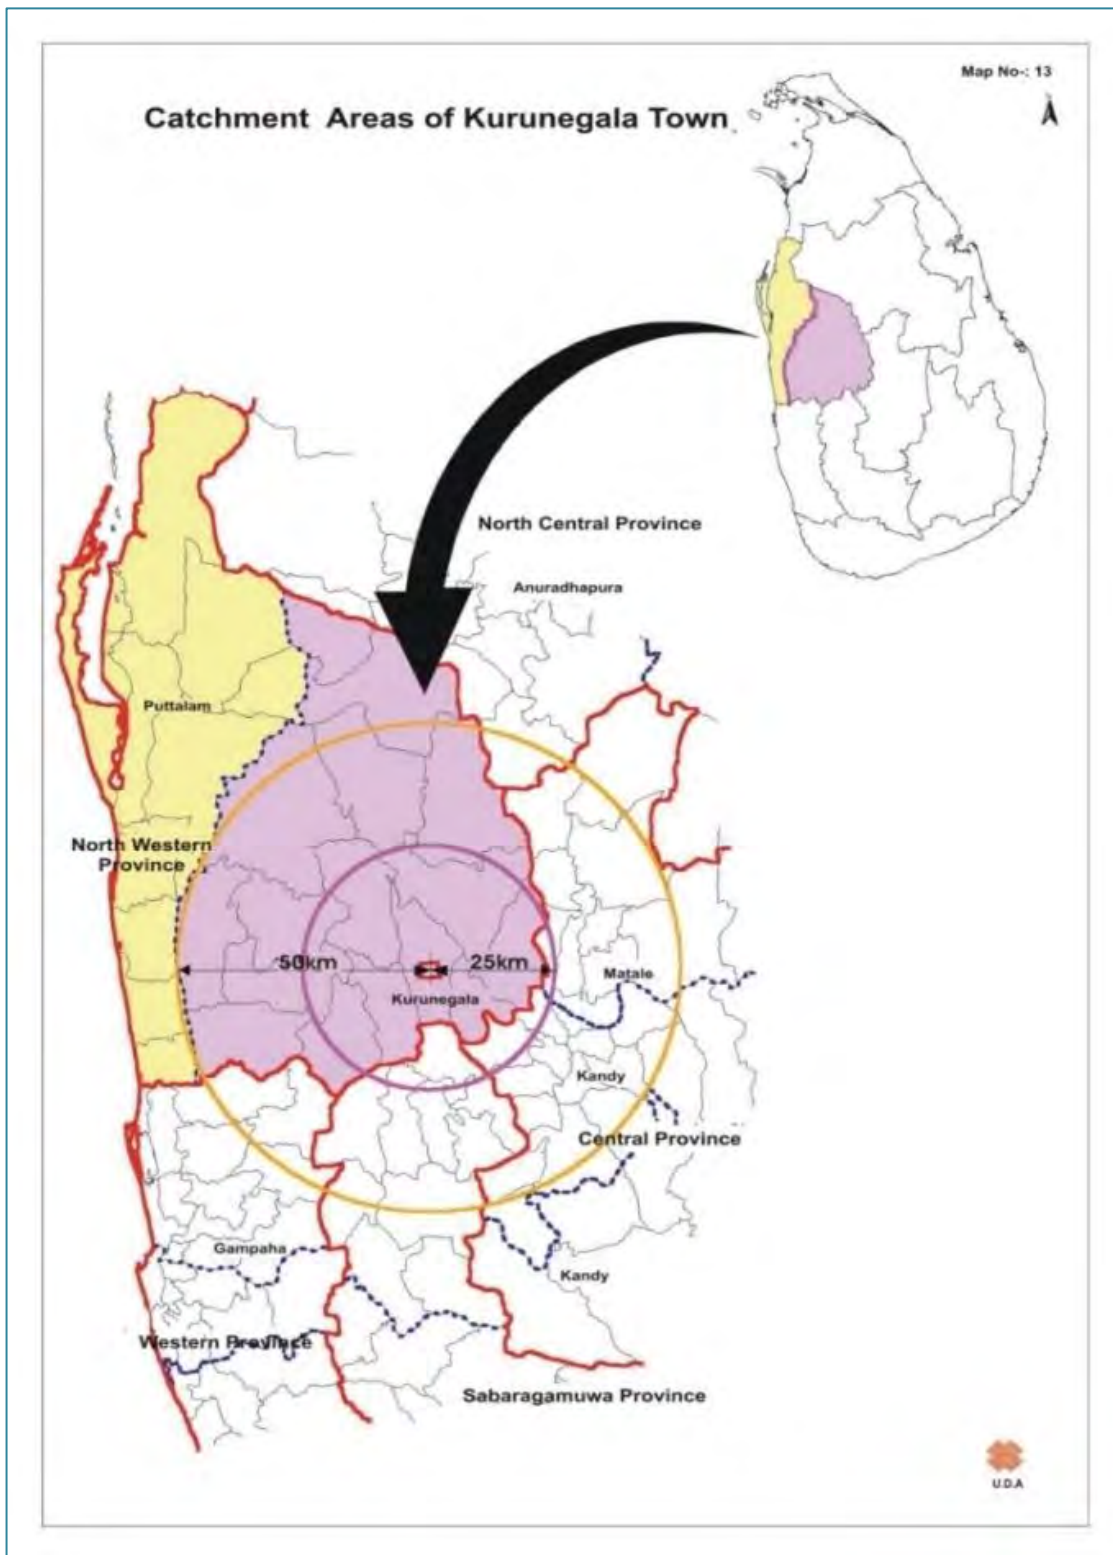 Map No-: 13
Catchment Areas of Kurunegala Town
North Central Province
Anuradhapura
Puttalam
North Western
Province
50km
25km
Matale
Kurunegala
Kandy
Central Province
Gampaha
Kandy
Western Province
Sabaragamuwa Province
U.D.A